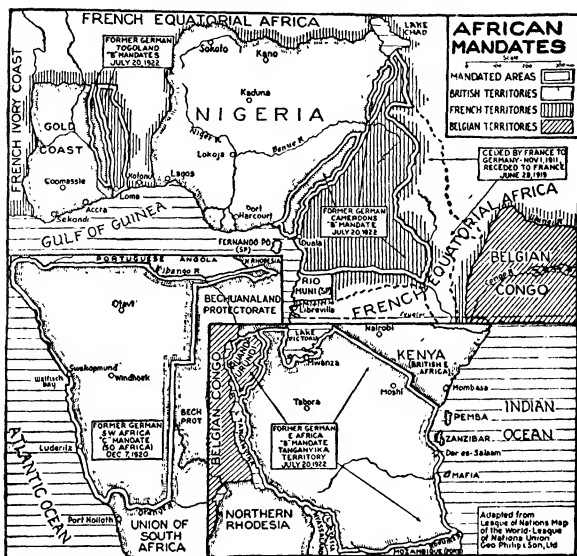 FRENCH EQUATORIAL AFRICA
LAKE
CHAD
AFRICAN
MANDATES
Scale
MANDATED AREAS
BRITISH TERRITORIES
FRENCH TERRITORIES
BELGIAN TERRITORIES
FORMER GERMAN
TOGOLAND
"B" MANDATES
JULY 20, 1922
Sokolo
Kano
Kaduna
NIGERIA
FRENCH IVORY COAST
GOLD
COAST
Niger R
Benue R
Lokoja
Coomassie
Kotonu
Lagos
Loma
Accra
Sekondi
Port
Harcourt
GULF OF GUINEA
FERNANDO PO
(SP)
Duala
FORMER GERMAN
CAMEROONS
"B" MANDATE
JULY 20, 1922
CEDED BY FRANCE TO
GERMANY - NOV 1, 1911
RECEDED TO FRANCE
JUNE 28, 1919
FRENCH EQUATORIAL AFRICA
BELGIAN
CONGO
Congo R
RIO
MUNI (SP)
Libreville
PORTUGUESE ANGOLA
N RHODESIA
BECHUANALAND
PROTECTORATE
Otavi
Swakopmund
Walfisch
Bay
Windhoek
FORMER GERMAN
SW AFRICA
"C" MANDATE
(SO AFRICA)
DEC 7, 1920
BECH
PROT
Luderitz
ATLANTIC OCEAN
Port Nolloth
Orange R
UNION OF
SOUTH
AFRICA
BELGIAN CONGO
RUANDA
URUNDI
LAKE
VICTORIA
Nairobi
KENYA
(BRITISH E
AFRICA)
Mwanza
Moshi
Mombasa
Tabora
INDIAN
OCEAN
PEMBA
ZANZIBAR
Dar es-Salaam
MAFIA
FORMER GERMAN
E AFRICA
"B" MANDATE
TANGANYIKA
TERRITORY
JULY 20, 1922
NORTHERN
RHODESIA
Adapted from
League of Nations Map
of the World - League
of Nations Union
Geo Philip & Son, Ltd